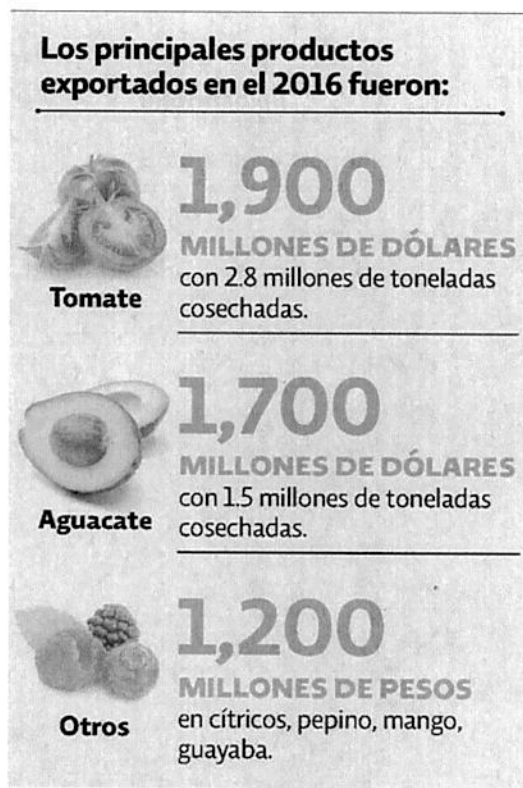 Los principales productos
exportados en el 2016 fueron:
1,900
MILLONES DE DÓLARES
con 2.8 millones de toneladas
cosechadas.
Tomate
1,700
MILLONES DE DÓLARES
con 1.5 millones de toneladas
cosechadas.
Aguacate
1,200
MILLONES DE PESOS
en cítricos, pepino, mango,
guayaba.
Otros